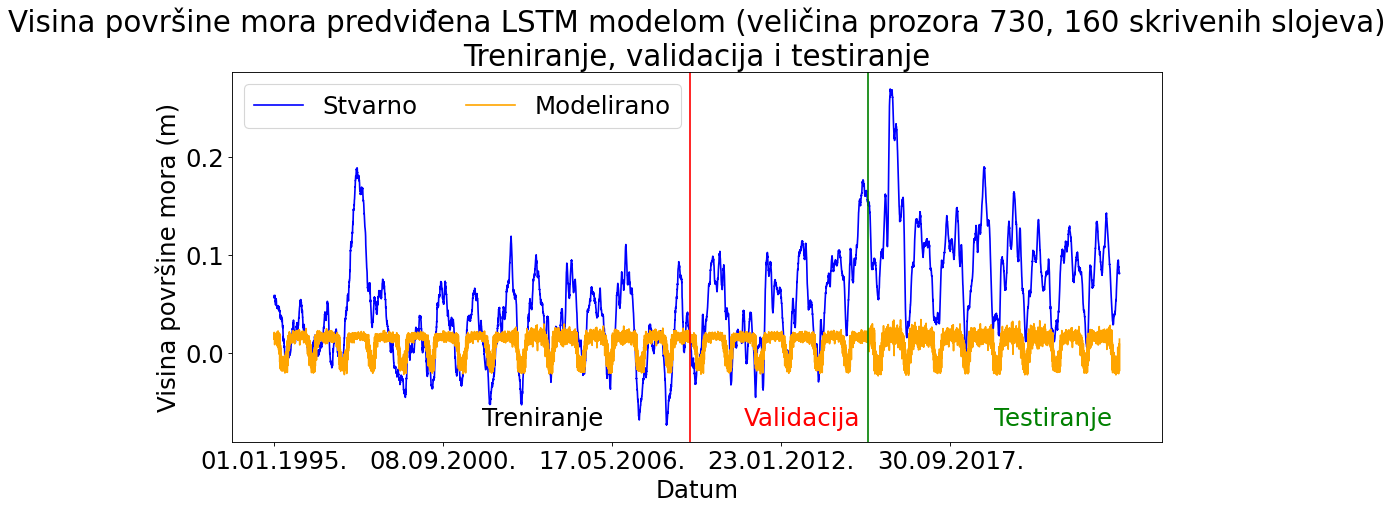 Visina površine mora predviđena LSTM modelom (veličina prozora 730, 160 skrivenih slojeva)
Treniranje, validacija i testiranje
Stvarno
Modelirano
Visina površine mora (m)
0.2
0.1
0.0
Treniranje
Validacija
Testiranje
01.01.1995.
08.09.2000.
17.05.2006.
23.01.2012.
30.09.2017.
Datum